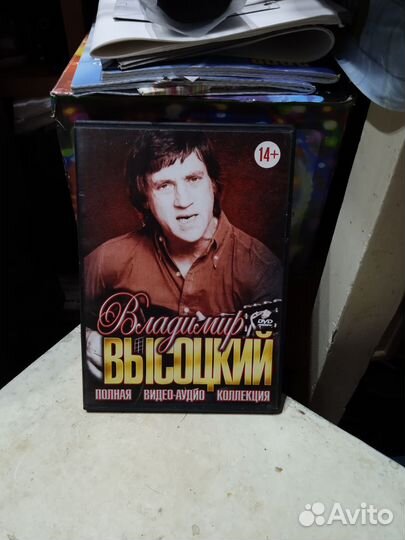 14+
Владимир
DVD
ВЫСОЦКИЙ
ПОЛНАЯ ВИДЕО-АУДИО КОЛЛЕКЦИЯ
Avito